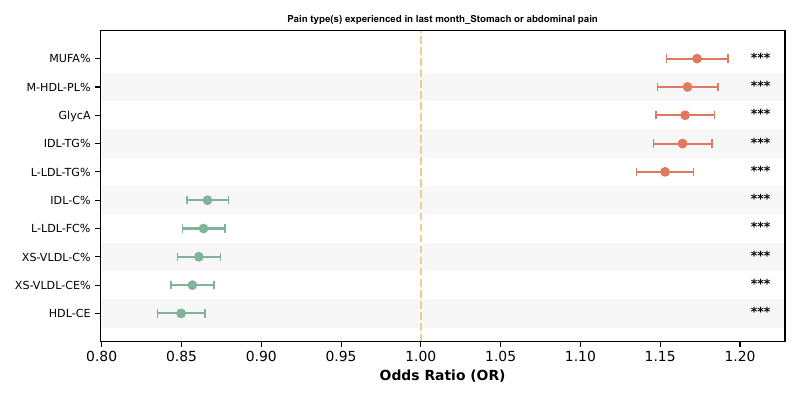 Pain type(s) experienced in last month_Stomach or abdominal pain
MUFA% ***
M-HDL-PL% ***
GlycA ***
IDL-TG% ***
L-LDL-TG% ***
IDL-C% ***
L-LDL-FC% ***
XS-VLDL-C% ***
XS-VLDL-CE% ***
HDL-CE ***
0.80 0.85 0.90 0.95 1.00 1.05 1.10 1.15 1.20
Odds Ratio (OR)